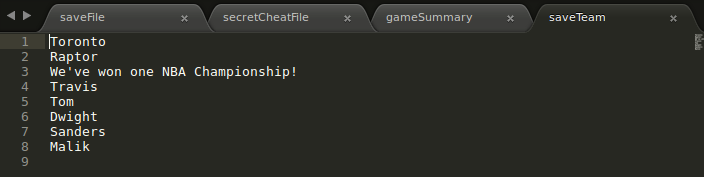 saveFile × secretCheatFile × gameSummary × saveTeam ×
1 Toronto
2 Raptor
3 We've won one NBA Championship!
4 Travis
5 Tom
6 Dwight
7 Sanders
8 Malik
9